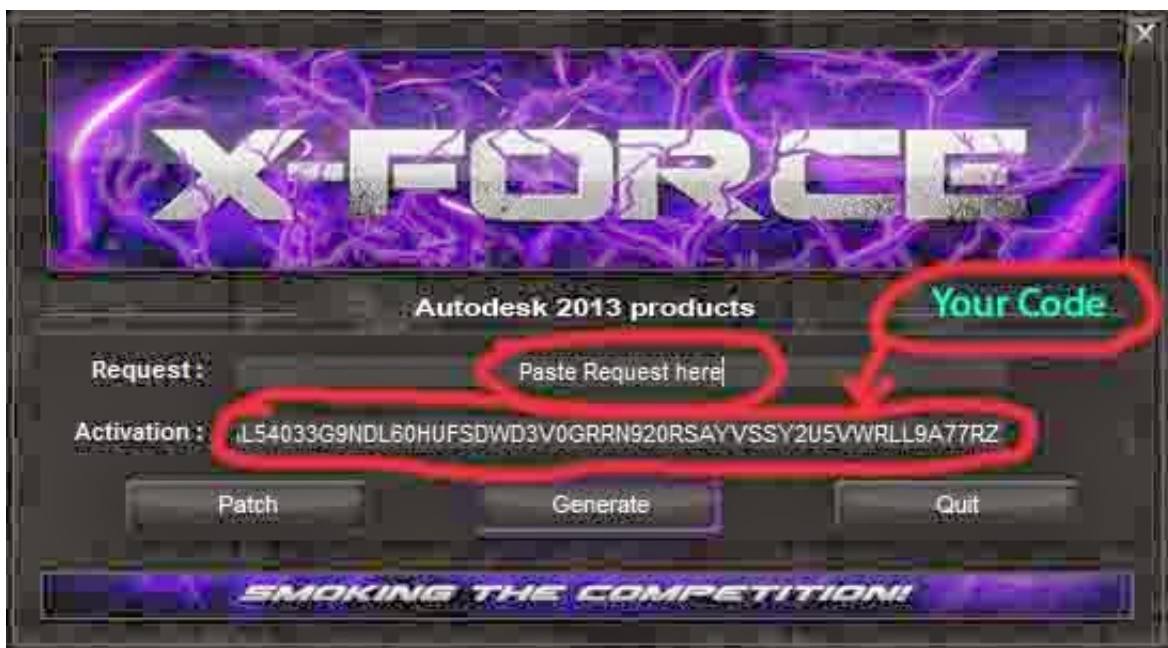 X
X-FORCE
Autodesk 2013 products
Your Code
Request :
Paste Request here
Activation :
L54033G9NDL60HUFSDWD3V0GRRN920RSAYVSSY2U5VWRLL9A77RZ
Patch
Generate
Quit
SMOKING THE COMPETITION!